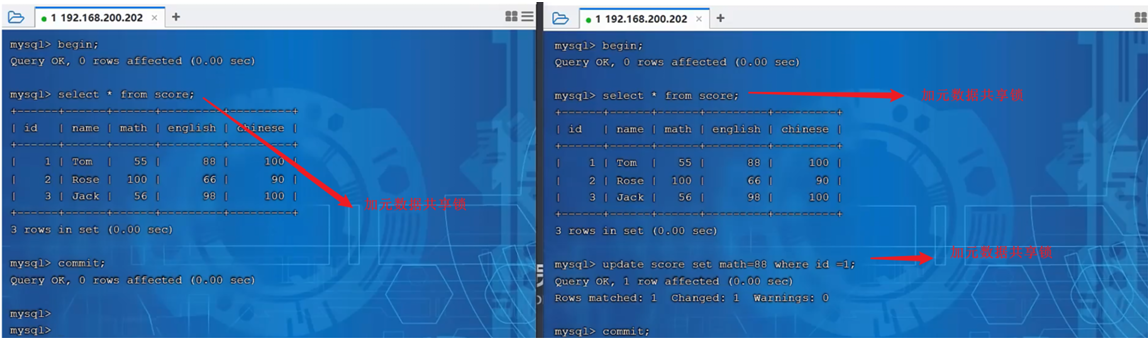 1 192.168.200.202 × +
mysql> begin;
Query OK, 0 rows affected (0.00 sec)
mysql> select * from score;
+------+------+------+---------+---------+
| id | name | math | english | chinese |
+------+------+------+---------+---------+
| 1 | Tom | 55 | 88 | 100 |
| 2 | Rose | 100 | 66 | 90 |
| 3 | Jack | 56 | 98 | 100 |
+------+------+------+---------+---------+
加元数据共享锁
3 rows in set (0.00 sec)
mysql> commit;
Query OK, 0 rows affected (0.00 sec)
mysql>
mysql>
1 192.168.200.202 × +
mysql> begin;
Query OK, 0 rows affected (0.00 sec)
mysql> select * from score; 加元数据共享锁
+------+------+------+---------+---------+
| id | name | math | english | chinese |
+------+------+------+---------+---------+
| 1 | Tom | 55 | 88 | 100 |
| 2 | Rose | 100 | 66 | 90 |
| 3 | Jack | 56 | 98 | 100 |
+------+------+------+---------+---------+
3 rows in set (0.00 sec)
mysql> update score set math=88 where id =1; 加元数据共享锁
Query OK, 1 row affected (0.00 sec)
Rows matched: 1 Changed: 1 Warnings: 0
mysql> commit;